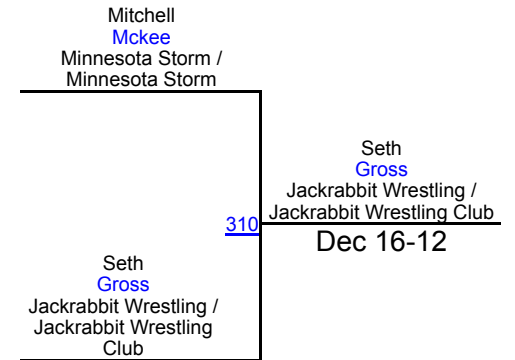 Mitchell
Mckee
Minnesota Storm /
Minnesota Storm
Seth
Gross
Jackrabbit Wrestling /
Jackrabbit Wrestling Club
310
Dec 16-12
Seth
Gross
Jackrabbit Wrestling /
Jackrabbit Wrestling
Club